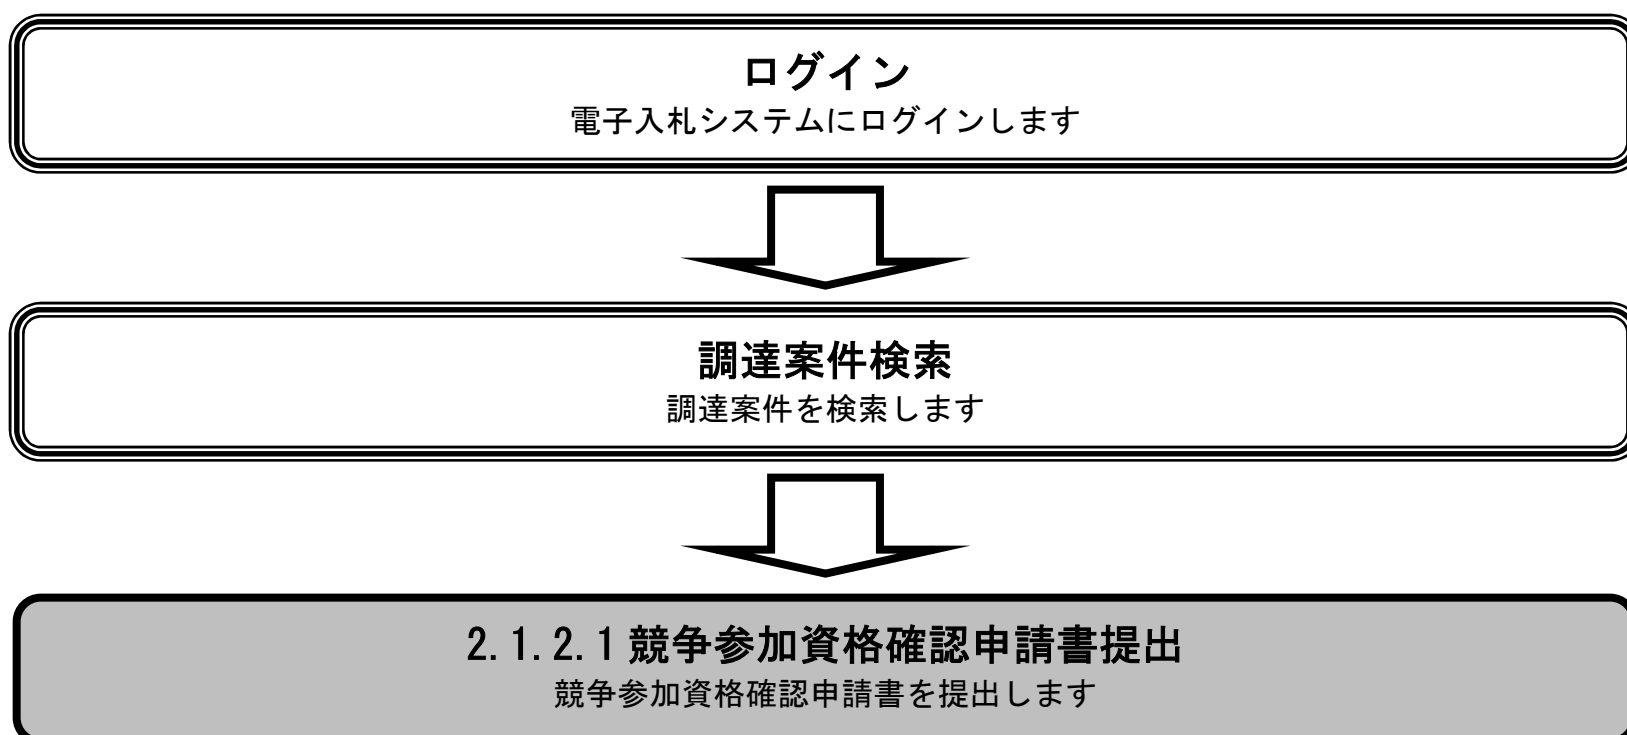 ログイン
電子入札システムにログインします
調達案件検索
調達案件を検索します
2.1.2.1 競争参加資格確認申請書提出
競争参加資格確認申請書を提出します